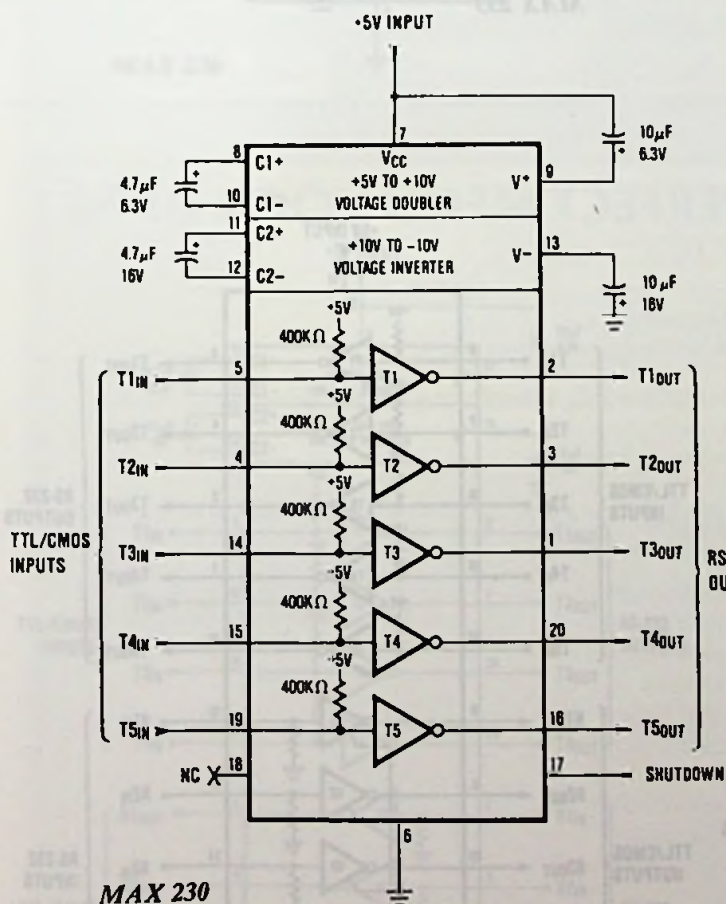 +5V INPUT
7
8
C1+
VCC
+5V TO +10V
VOLTAGE DOUBLER
V+
9
10µF
6.3V
+
4.7µF
6.3V
+
10
C1-
11
C2+
+10V TO -10V
VOLTAGE INVERTER
V-
13
4.7µF
16V
+
12
C2-
10µF
16V
+
+5V
400KΩ
T1IN
5
T1
2
T1OUT
+5V
400KΩ
T2IN
4
T2
3
T2OUT
+5V
400KΩ
TTL/CMOS
INPUTS
T3IN
14
T3
1
T3OUT
RS
OU
+5V
400KΩ
T4IN
15
T4
20
T4OUT
+5V
400KΩ
T5IN
19
T5
16
T5OUT
NC
18
17
SHUTDOWN
6
MAX 230